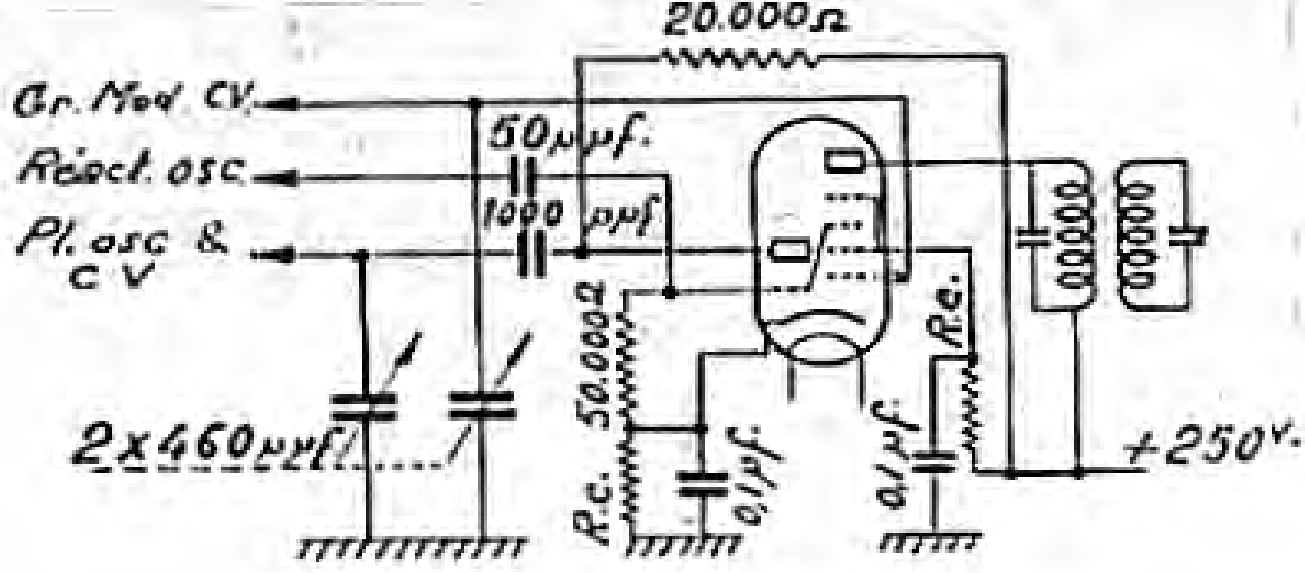 20.000Ω
Gr. Mod. CV.
50μμf.
Réact. osc.
1000 μμf
Pl. osc &
CV
50.000Ω
R.c.
2x460μμf
R.c.
0,1μf.
0,1μf.
+250v.